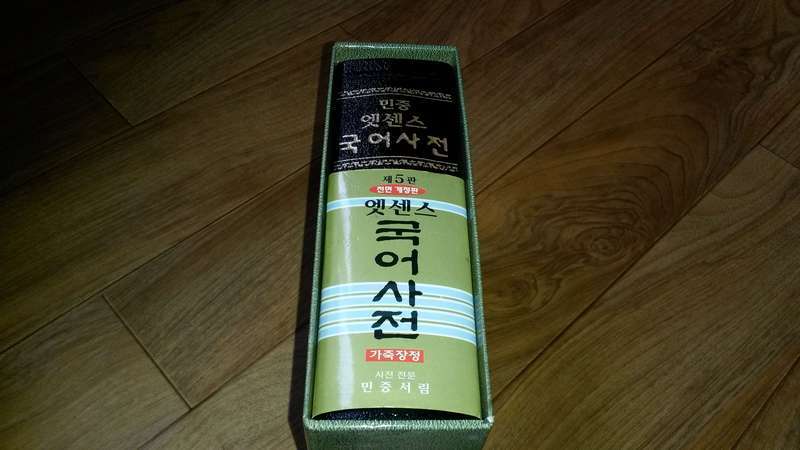 민중
엣센스
국어사전
제5판
전면 개정판
엣센스
국어사전
가죽장정
사전 전문
민중서림